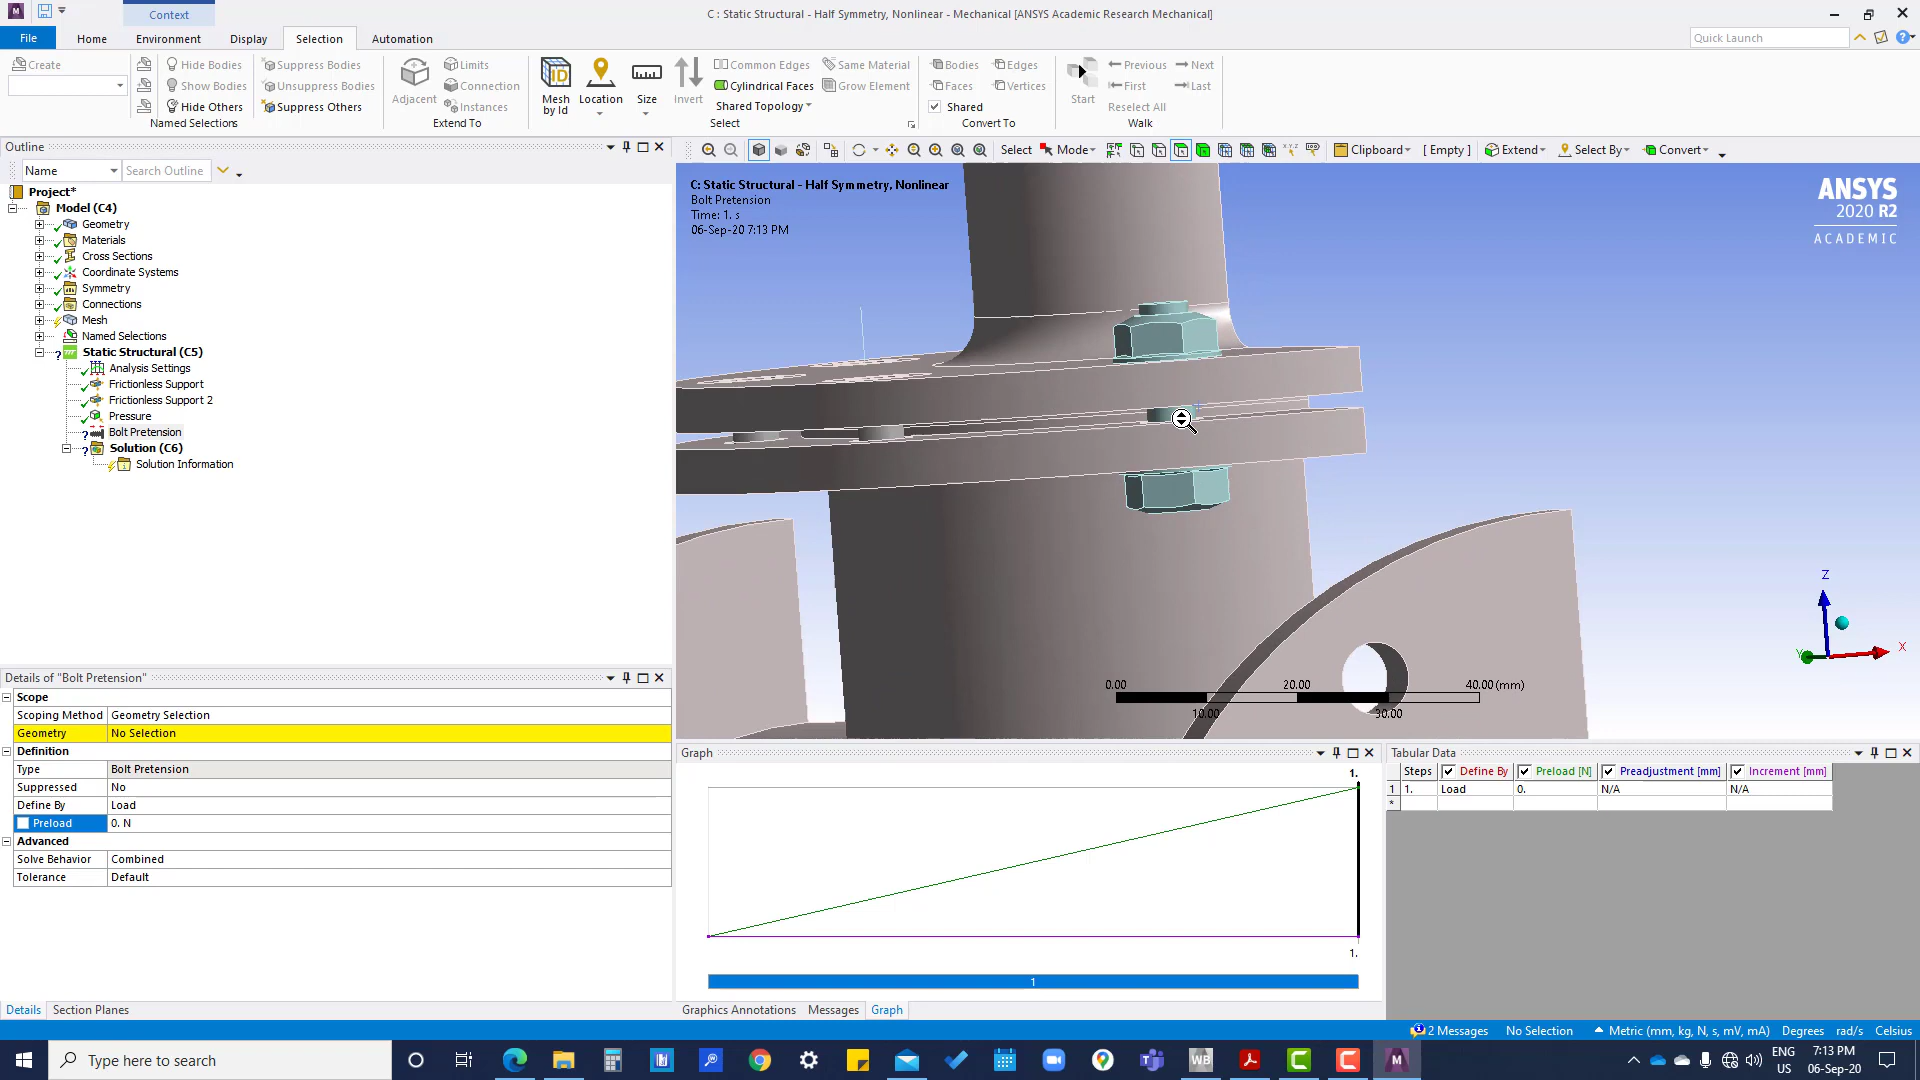 Context
C : Static Structural - Half Symmetry, Nonlinear - Mechanical [ANSYS Academic Research Mechanical]
File Home Environment Display Selection Automation
Quick Launch
Create
Hide Bodies
Hide Bodies
Hide Others
Suppress Bodies
Unsuppress Bodies
Suppress Others
Named Selections
Adjacent
Limits
Connection
Instances
Extend To
Mesh by Id
Location
Size
Invert
Common Edges
Cylindrical Faces
Shared Topology
Same Material
Grow Element
Select
Bodies
Faces
Edges
Vertices
Shared
Convert To
Start
Previous
Next
First
Last
Reselect All
Walk
Outline
Name
Search Outline
Project*
Model (C4)
Geometry
Materials
Cross Sections
Coordinate Systems
Symmetry
Connections
Mesh
Named Selections
Static Structural (C5)
Analysis Settings
Frictionless Support
Frictionless Support 2
Pressure
Bolt Pretension
Solution (C6)
Solution Information
Select Mode Clipboard [ Empty ] Extend Select By Convert
C: Static Structural - Half Symmetry, Nonlinear
Bolt Pretension
Time: 1. s
06-Sep-20 7:13 PM
ANSYS
2020 R2
ACADEMIC
Z
X
Y
0.00 20.00 40.00 (mm)
10.00 30.00
Details of "Bolt Pretension"
Scope
Scoping Method Geometry Selection
Geometry No Selection
Definition
Type Bolt Pretension
Suppressed No
Define By Load
Preload 0. N
Advanced
Solve Behavior Combined
Tolerance Default
Details Section Planes
Graph
1.
1.
1
Graphics Annotations Messages Graph
Tabular Data
Steps Define By Preload [N] Preadjustment [mm] Increment [mm]
1 1. Load 0. N/A N/A
*
2 Messages No Selection Metric (mm, kg, N, s, mV, mA) Degrees rad/s Celsius
Type here to search
ENG
US
7:13 PM
06-Sep-20